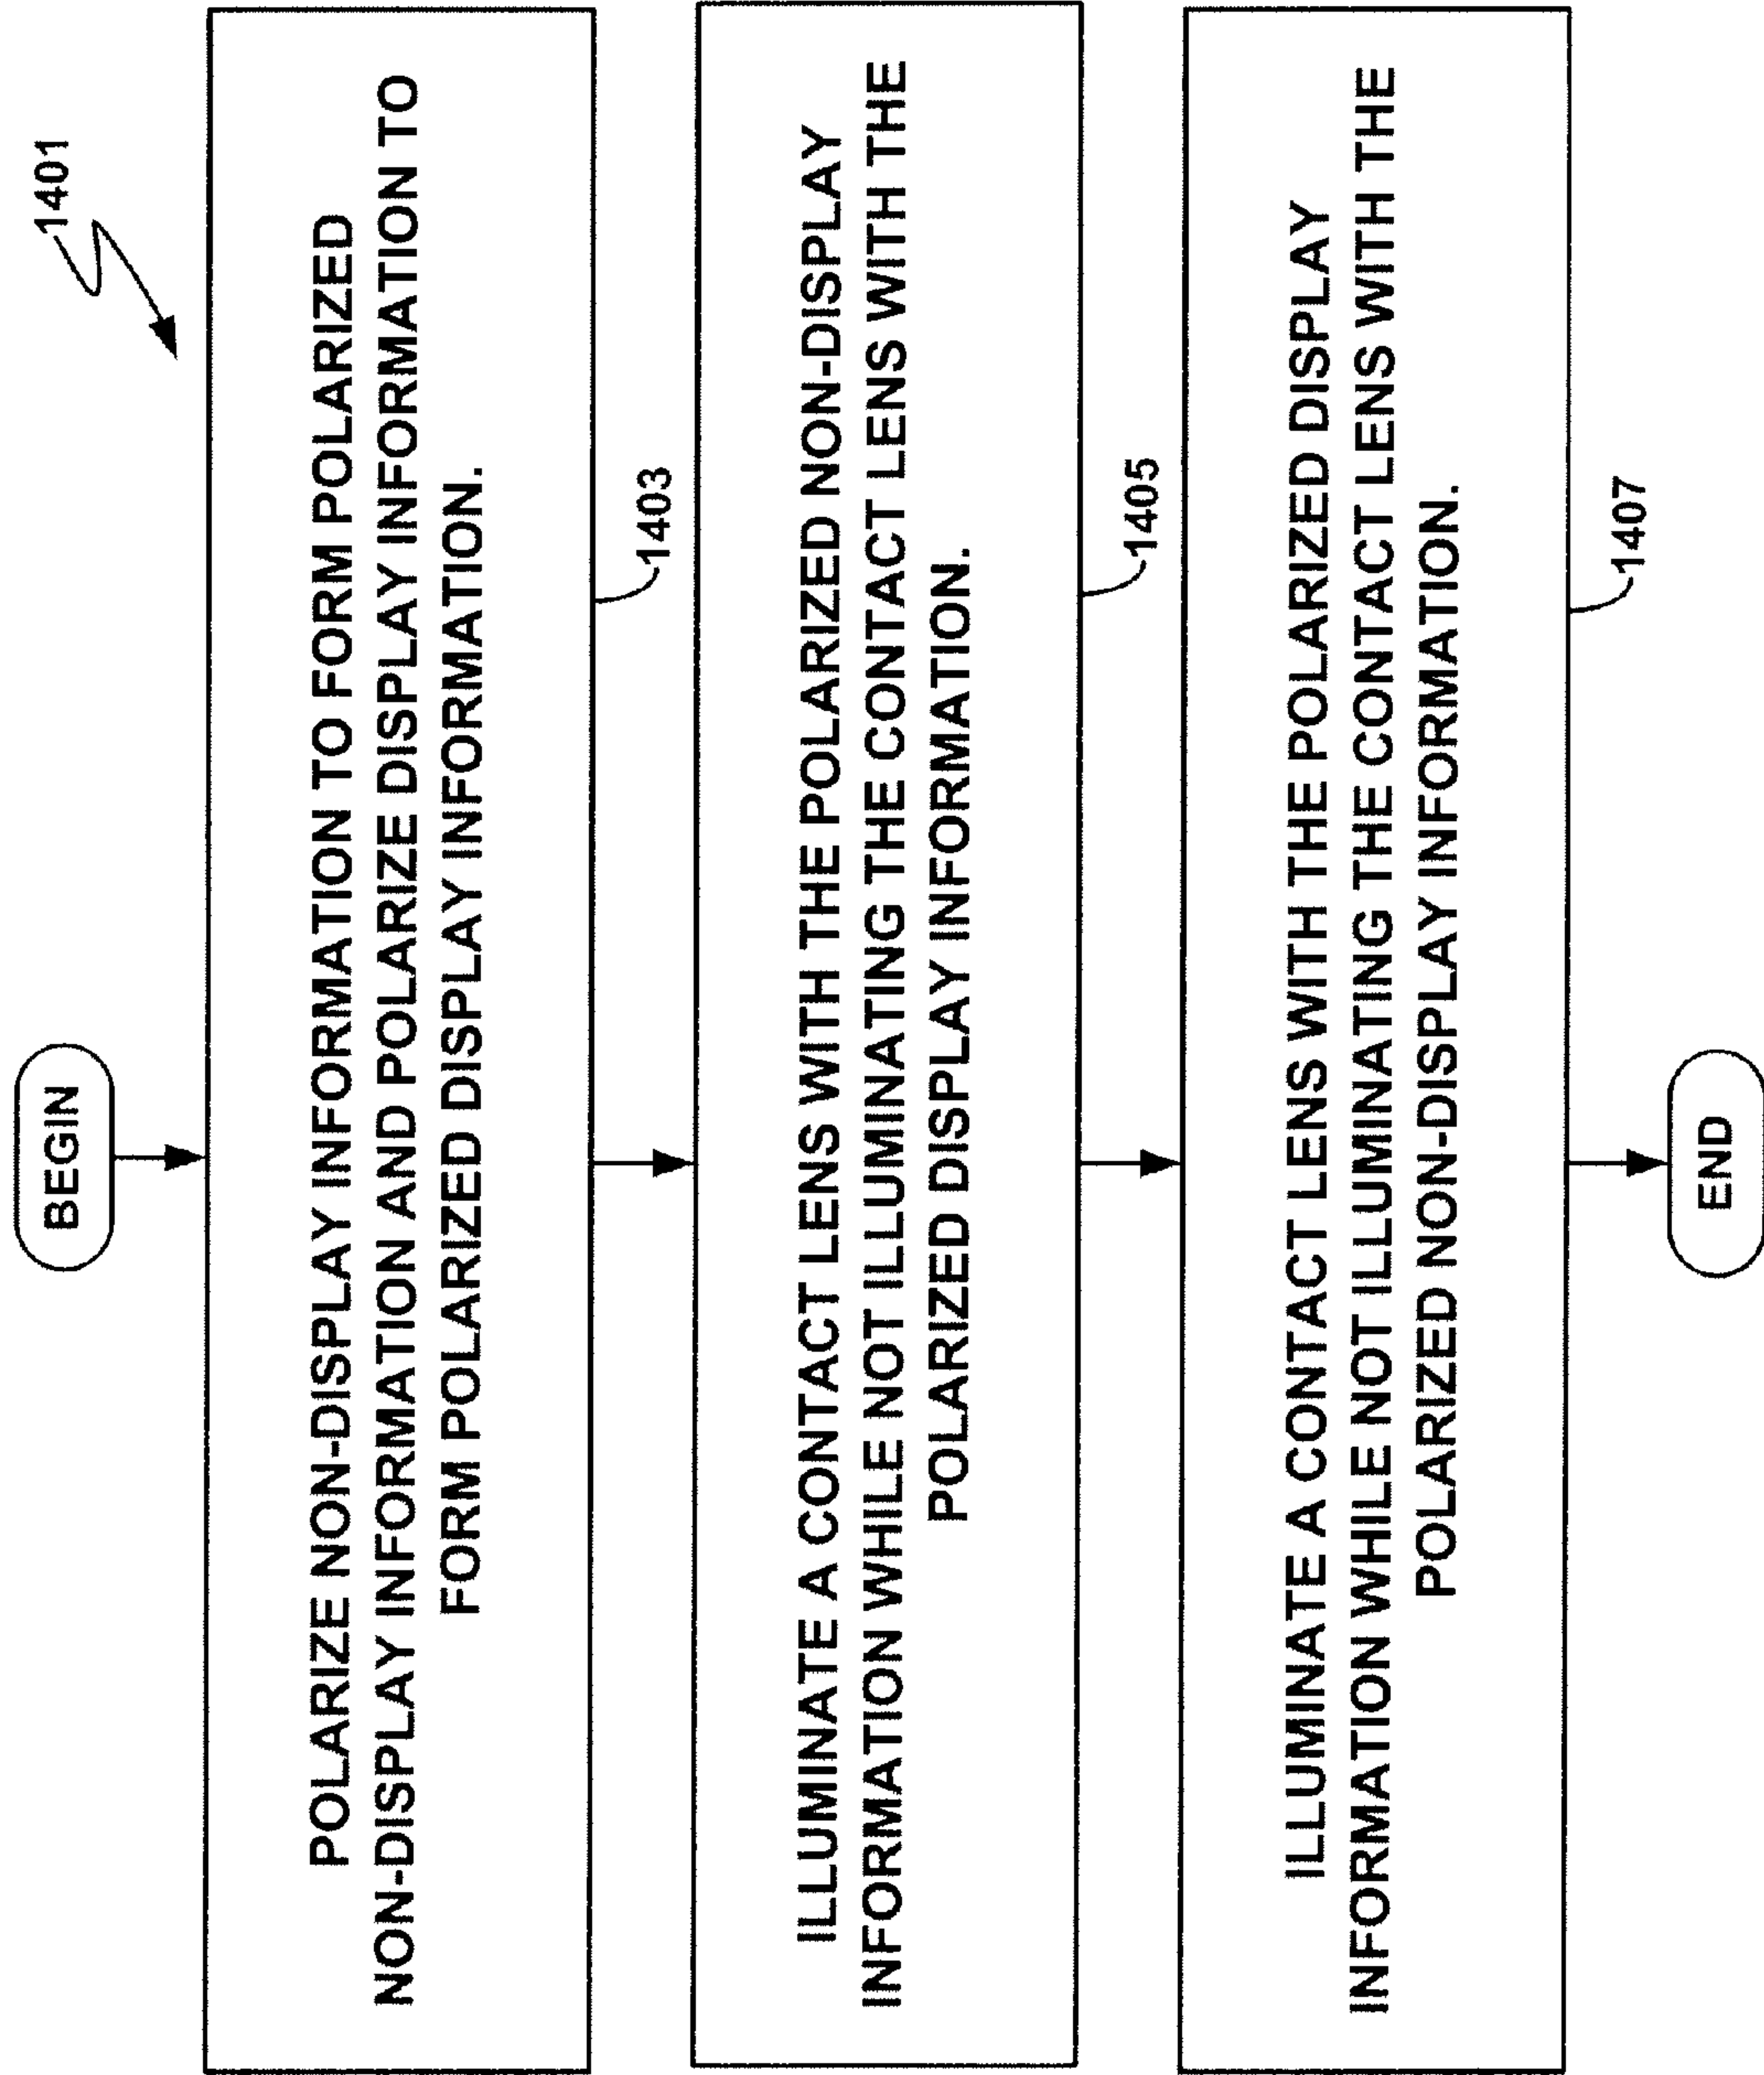 1401
BEGIN
POLARIZE NON-DISPLAY INFORMATION TO FORM POLARIZED
NON-DISPLAY INFORMATION AND POLARIZE DISPLAY INFORMATION TO
FORM POLARIZED DISPLAY INFORMATION.
1403
ILLUMINATE A CONTACT LENS WITH THE POLARIZED NON-DISPLAY
INFORMATION WHILE NOT ILLUMINATING THE CONTACT LENS WITH THE
POLARIZED DISPLAY INFORMATION.
1405
ILLUMINATE A CONTACT LENS WITH THE POLARIZED DISPLAY
INFORMATION WHILE NOT ILLUMINATING THE CONTACT LENS WITH THE
POLARIZED NON-DISPLAY INFORMATION.
1407
END